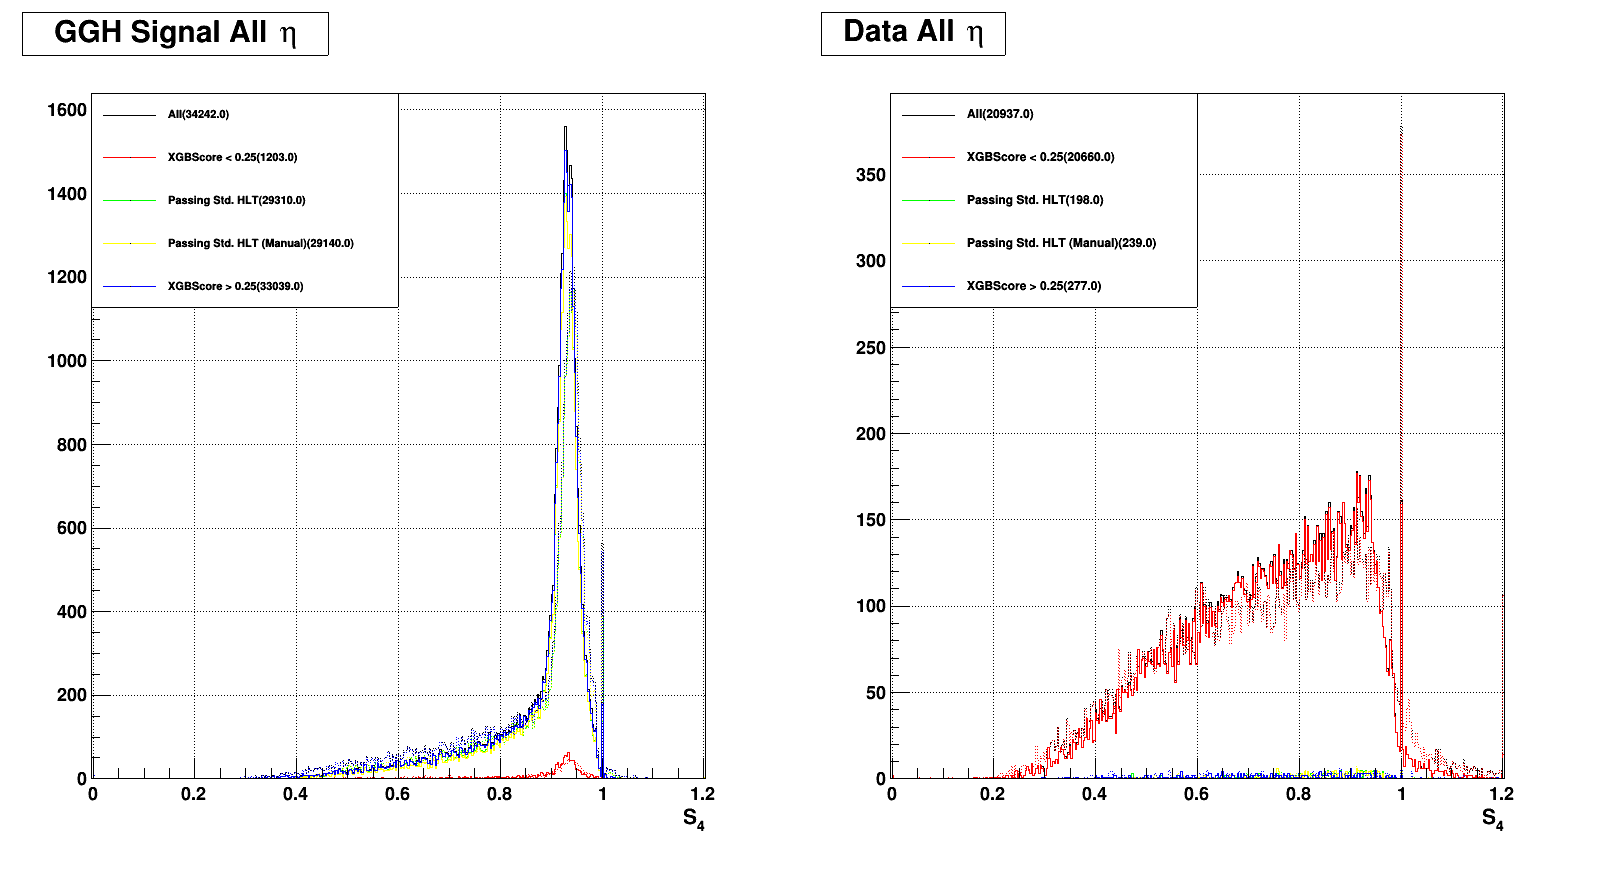 GGH Signal All η
All(34242.0)
XGBScore < 0.25(1203.0)
Passing Std. HLT(29310.0)
Passing Std. HLT (Manual)(29140.0)
XGBScore > 0.25(33039.0)
1600
1400
1200
1000
800
600
400
200
0
0 0.2 0.4 0.6 0.8 1 1.2
S4
Data All η
All(20937.0)
XGBScore < 0.25(20660.0)
Passing Std. HLT(198.0)
Passing Std. HLT (Manual)(239.0)
XGBScore > 0.25(277.0)
350
300
250
200
150
100
50
0
0 0.2 0.4 0.6 0.8 1 1.2
S4